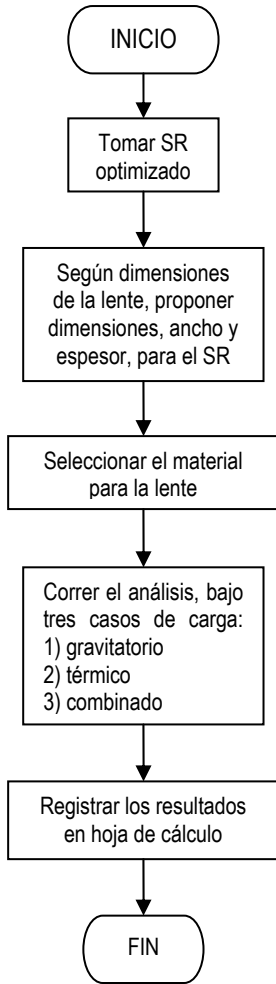 INICIO
Tomar SR
optimizado
Según dimensiones
de la lente, proponer
dimensiones, ancho y
espesor, para el SR
Seleccionar el material
para la lente
Correr el análisis, bajo
tres casos de carga:
1) gravitatorio
2) térmico
3) combinado
Registrar los resultados
en hoja de cálculo
FIN